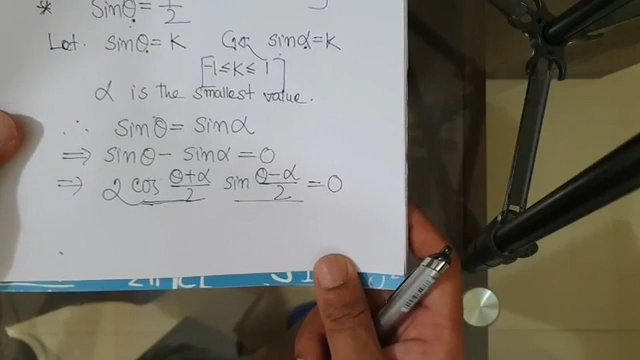 * Sinθ = 1/2
Let. sinθ = K sinα = K
[-1 ≤ K ≤ 1]
α is the smallest value.
∴ sinθ = sinα
⇒ sinθ - sinα = 0
⇒ 2 cos (θ+α)/2 sin (θ-α)/2 = 0